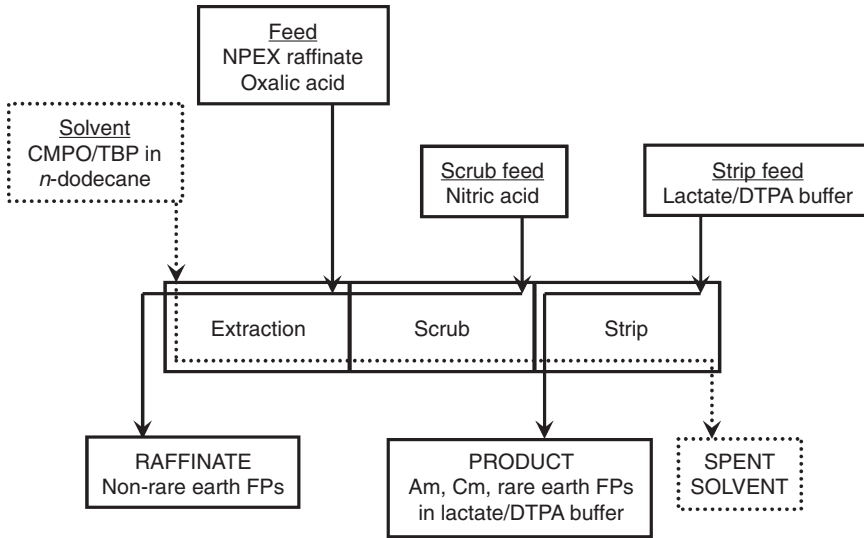 Feed
NPEX raffinate
Oxalic acid
Solvent
CMPO/TBP in
n-dodecane
Scrub feed
Nitric acid
Strip feed
Lactate/DTPA buffer
Extraction
Scrub
Strip
RAFFINATE
Non-rare earth FPs
PRODUCT
Am, Cm, rare earth FPs
in lactate/DTPA buffer
SPENT
SOLVENT